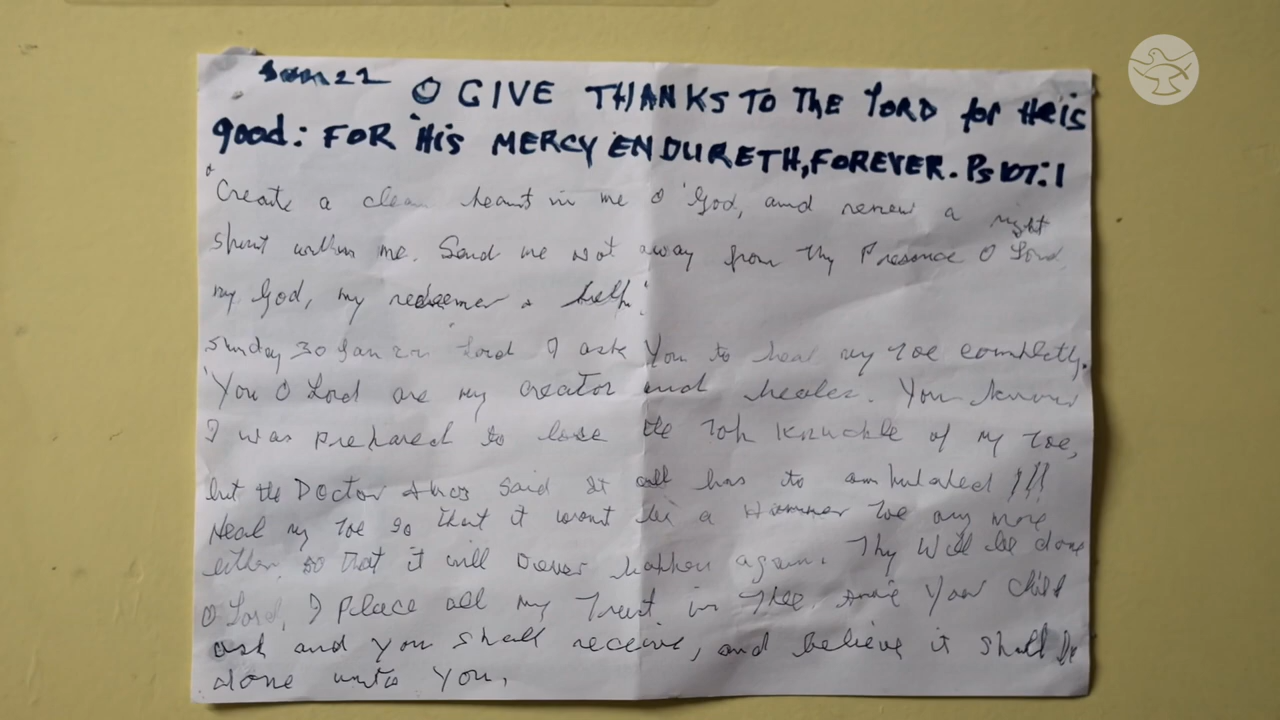 O GIVE THANKS TO THE LORD for He is
good: FOR His MERCY ENDURETH, FOREVER. Ps 107:1
"Create a clean heart in me O God, and renew a right
spirit within me. Send me not away from thy Presence O Lord
my God, my redeemer & help"
Sunday 30 Jan 22 Lord I ask You to heal my toe completly.
You O Lord are my creator and healer. You know
I was prepared to lose the top knuckle of my toe,
but the Doctor said it all has to amputated !!!
Heal my toe so that it wont be a Hammer toe any more
either, so that it will never happen again. Thy Will be done
O Lord, I place all my Trust in Thee. Your child
ask and you shall receive, and believe it shall be
done unto You.